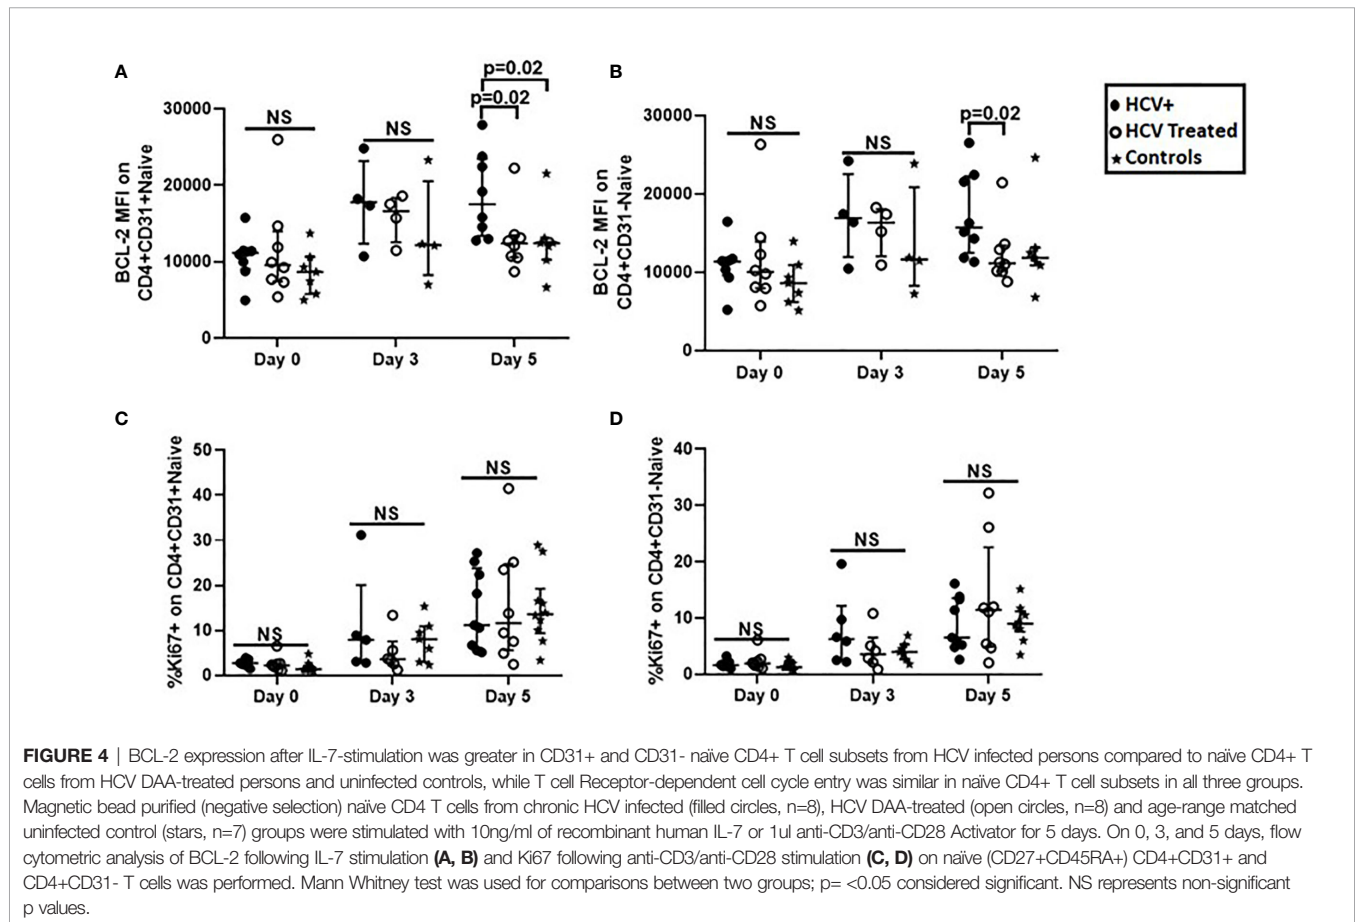 A
B
p=0.02
p=0.02
NS
NS
30000
20000
10000
0
BCL-2 MFI on
CD4+CD31+Naive
Day 0
Day 3
Day 5
p=0.02
NS
NS
30000
20000
10000
0
BCL-2 MFI on
CD4+CD31-Naive
Day 0
Day 3
Day 5
HCV+
HCV Treated
Controls
C
D
NS
NS
NS
50
40
30
20
10
0
%Ki67+ on CD4+CD31+Naive
Day 0
Day 3
Day 5
NS
NS
NS
40
30
20
10
0
%Ki67+ on CD4+CD31-Naive
Day 0
Day 3
Day 5
FIGURE 4 | BCL-2 expression after IL-7-stimulation was greater in CD31+ and CD31- naïve CD4+ T cell subsets from HCV infected persons compared to naïve CD4+ T
cells from HCV DAA-treated persons and uninfected controls, while T cell Receptor-dependent cell cycle entry was similar in naïve CD4+ T cell subsets in all three groups.
Magnetic bead purified (negative selection) naïve CD4 T cells from chronic HCV infected (filled circles, n=8), HCV DAA-treated (open circles, n=8) and age-range matched
uninfected control (stars, n=7) groups were stimulated with 10ng/ml of recombinant human IL-7 or 1ul anti-CD3/anti-CD28 Activator for 5 days. On 0, 3, and 5 days, flow
cytometric analysis of BCL-2 following IL-7 stimulation (A, B) and Ki67 following anti-CD3/anti-CD28 stimulation (C, D) on naïve (CD27+CD45RA+) CD4+CD31+ and
CD4+CD31- T cells was performed. Mann Whitney test was used for comparisons between two groups; p= <0.05 considered significant. NS represents non-significant
p values.